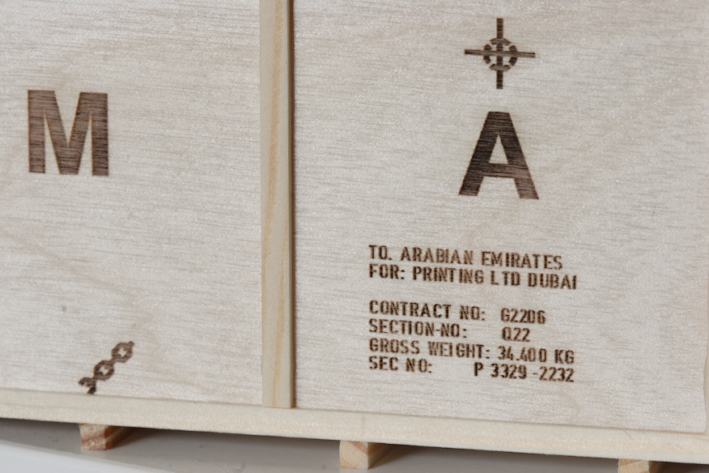 M
A
TO. ARABIAN EMIRATES
FOR: PRINTING LTD DUBAI
CONTRACT NO: G2206
SECTION-NO: Q22
GROSS WEIGHT: 34.400 KG
SEC NO: P 3329 -2232